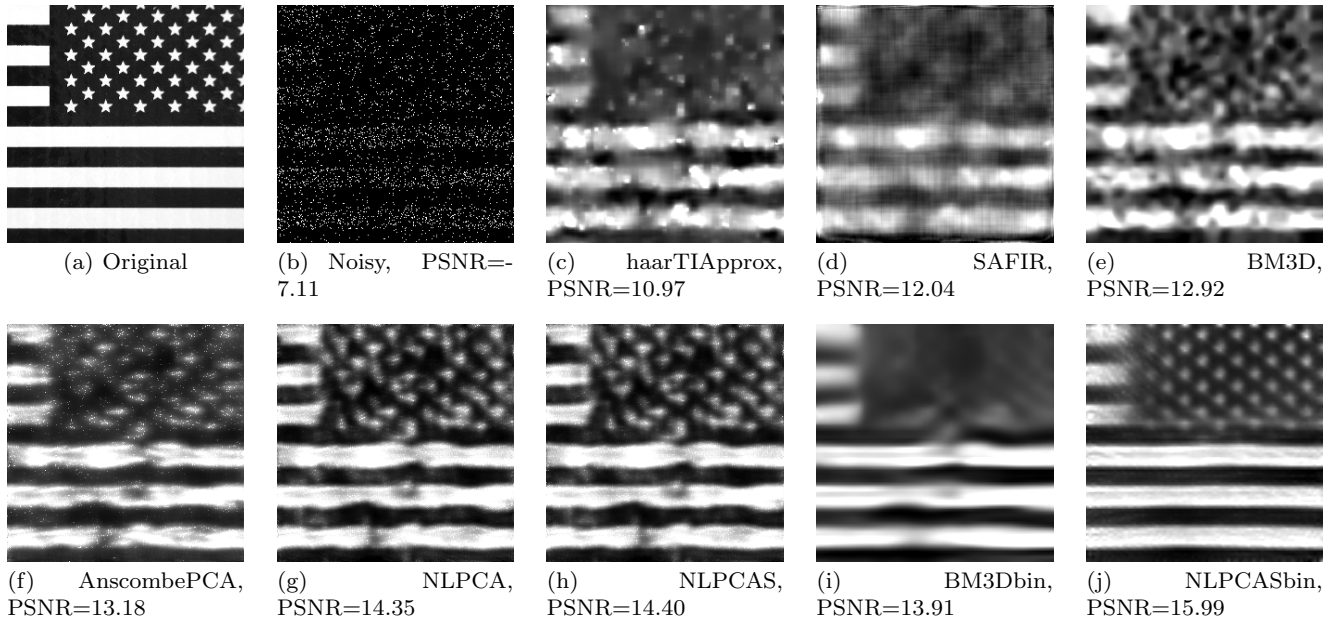 (a) Original
(b) Noisy, PSNR=-
7.11
(c) haarTIApprox,
PSNR=10.97
(d) SAFIR,
PSNR=12.04
(e) BM3D,
PSNR=12.92
(f) AnscombePCA,
PSNR=13.18
(g) NLPCA,
PSNR=14.35
(h) NLPCAS,
PSNR=14.40
(i) BM3Dbin,
PSNR=13.91
(j) NLPCASbin,
PSNR=15.99